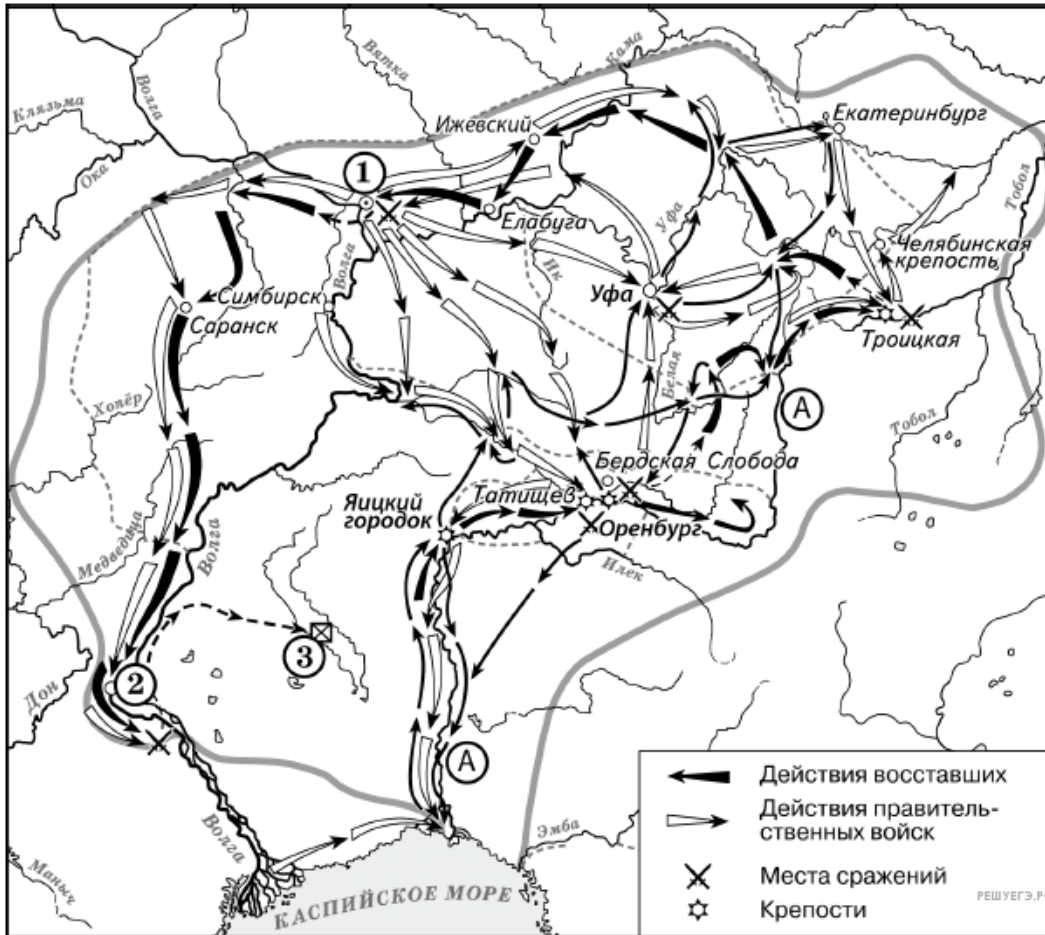 Клязьма
Волга
Вятка
Кама
Ока
Ижевский
Екатеринбург
Тобол
1
Елабуга
Волга
Уфа
Ик
Челябинская
крепость
Симбирск
Саранск
Уфа
Троицкая
Белая
Хопёр
А
Тобол
Бердская Слобода
Татищев
Яицкий
городок
Оренбург
Медведица
Волга
Илек
3
2
Дон
А
Волга
Эмба
Маныч
КАСПИЙСКОЕ МОРЕ
Действия восставших
Действия правитель-
ственных войск
Места сражений
Крепости
РЕШУЕГЭ.РФ